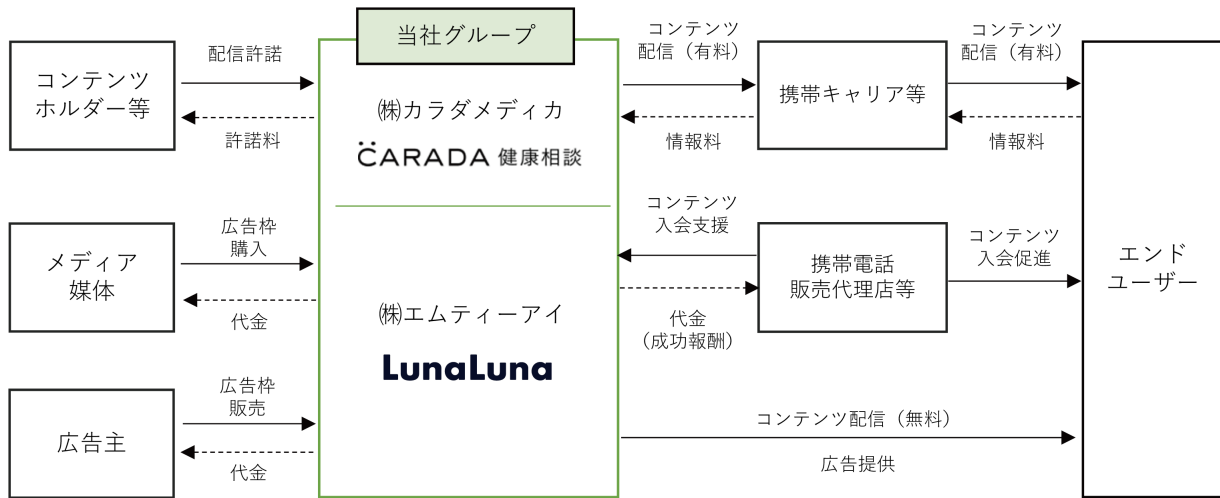 当社グループ
コンテンツ
ホルダー等
配信許諾
許諾料
㈱カラダメディカ
CARADA 健康相談
コンテンツ
配信（有料）
情報料
携帯キャリア等
コンテンツ
配信（有料）
情報料
メディア
媒体
広告枠
購入
代金
㈱エムティーアイ
LunaLuna
コンテンツ
入会支援
代金
（成功報酬）
携帯電話
販売代理店等
コンテンツ
入会促進
エンド
ユーザー
広告主
広告枠
販売
代金
コンテンツ配信（無料）
広告提供